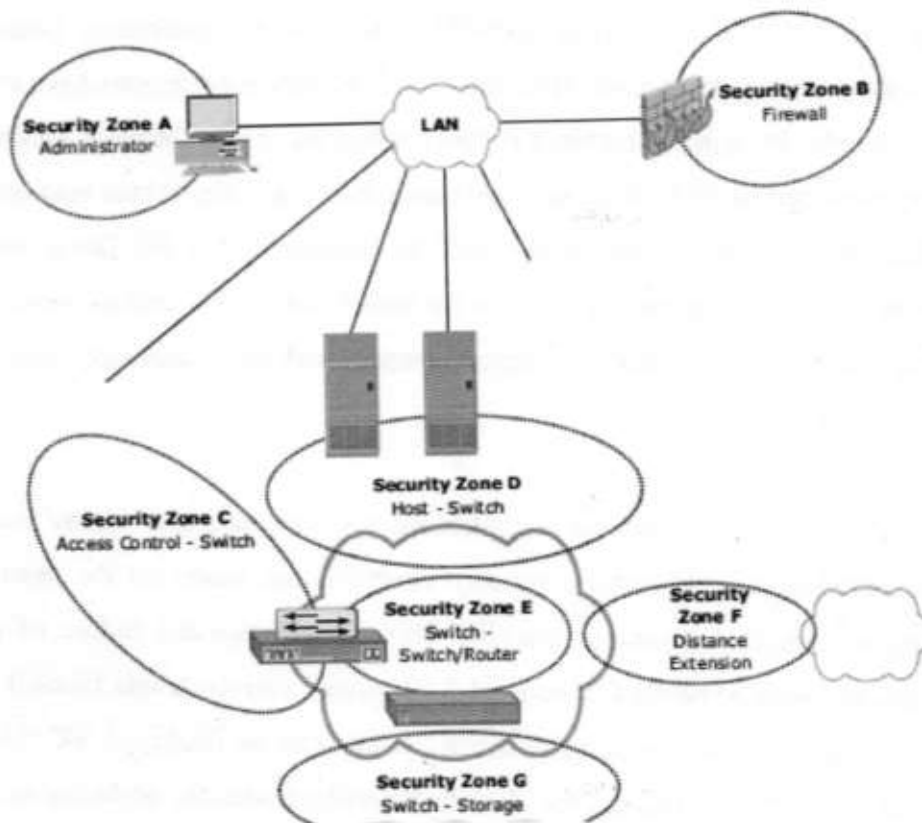 Security Zone A
Administrator
LAN
Security Zone B
Firewall
Security Zone D
Host - Switch
Security Zone C
Access Control - Switch
Security Zone E
Switch -
Switch/Router
Security
Zone F
Distance
Extension
Security Zone G
Switch - Storage